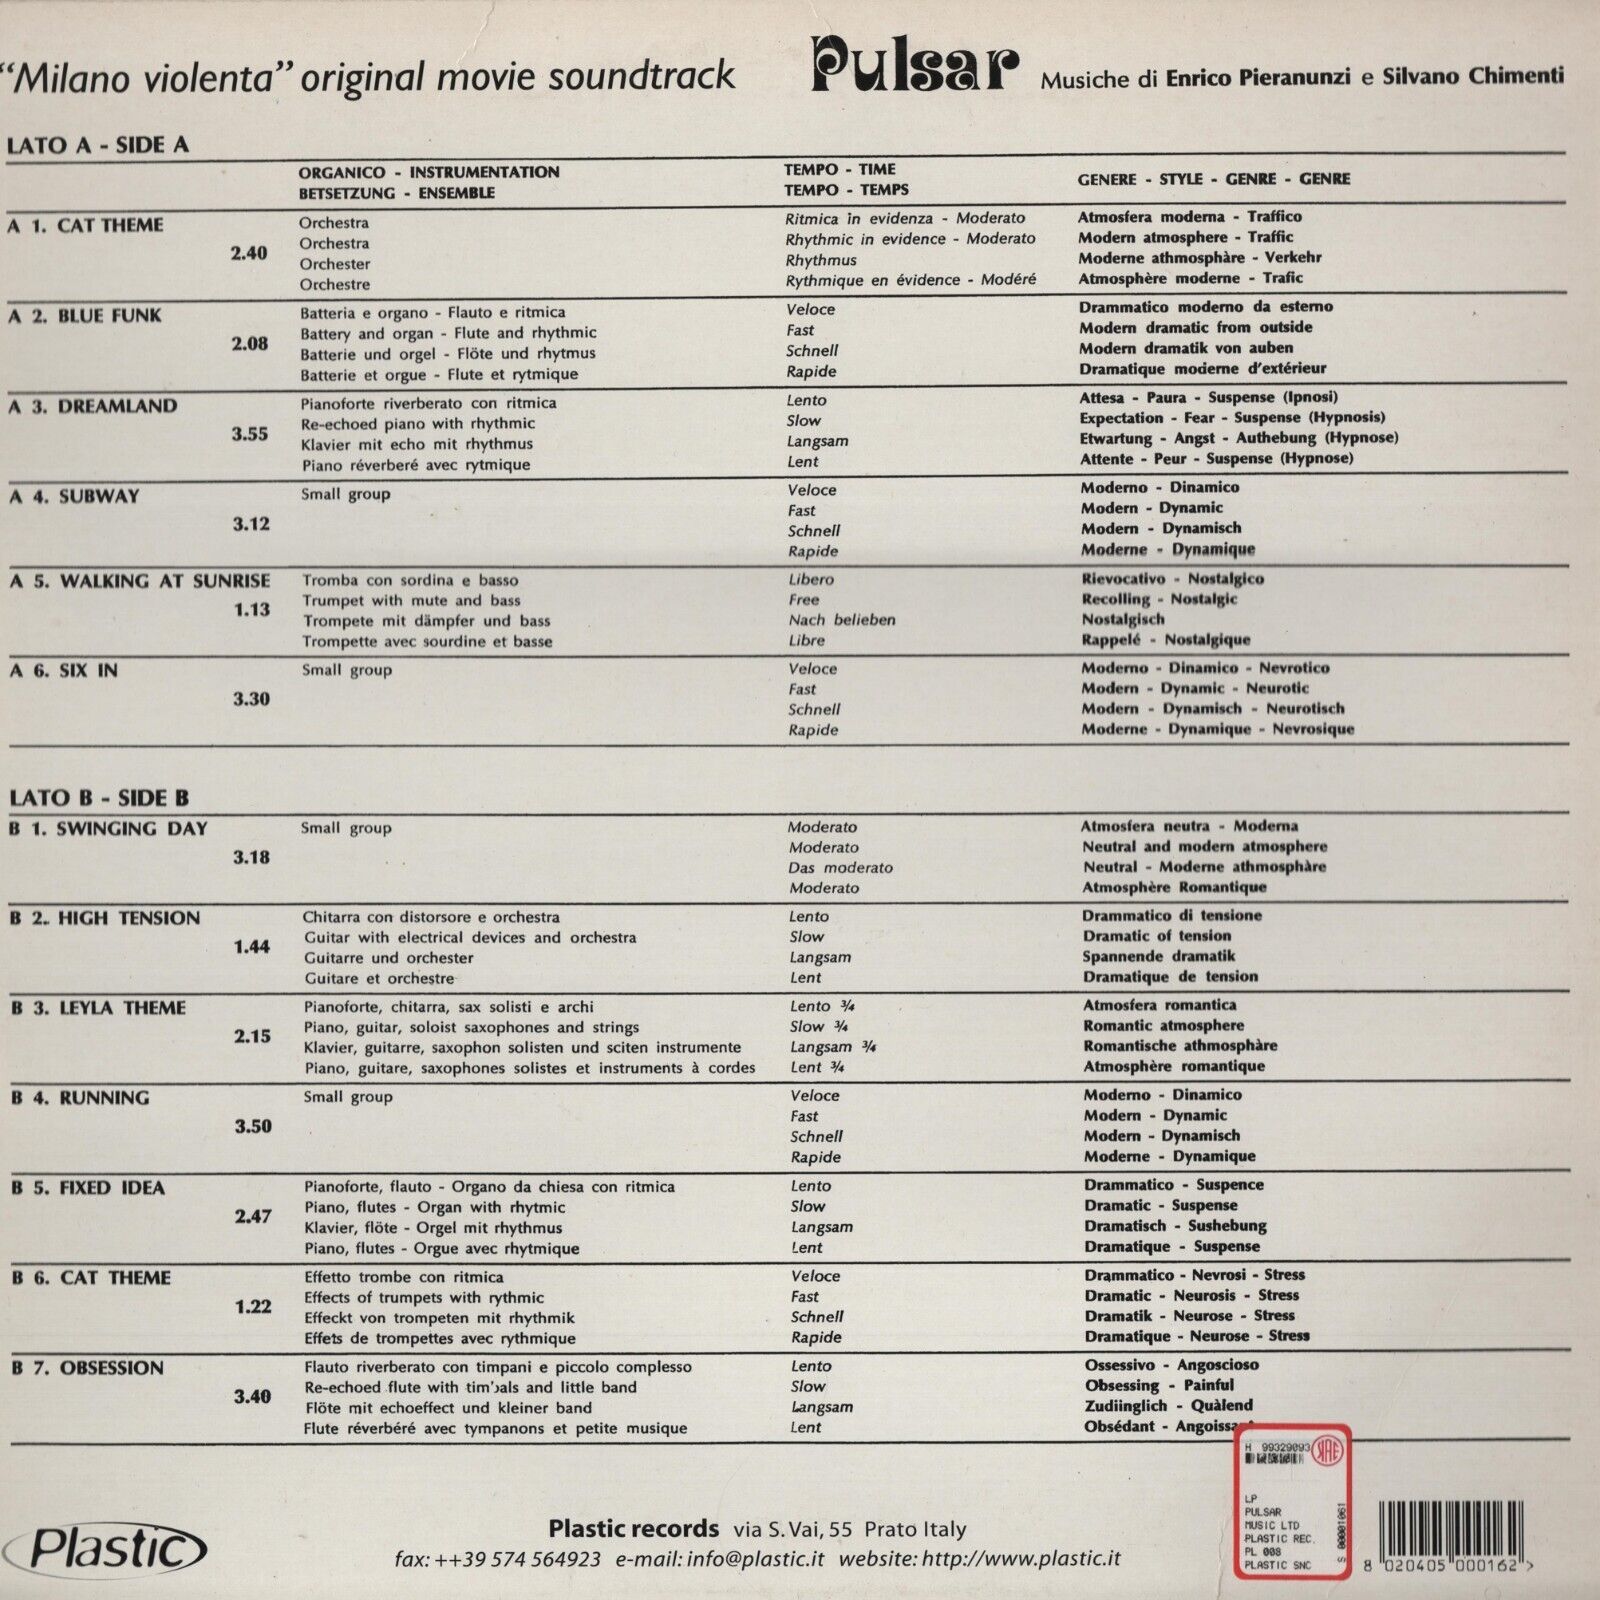 "Milano violenta" original movie soundtrack Pulsar Musiche di Enrico Pieranunzi e Silvano Chimenti
LATO A - SIDE A
ORGANICO - INSTRUMENTATION TEMPO - TIME GENERE - STYLE - GENRE - GENRE
BETSETZUNG - ENSEMBLE TEMPO - TEMPS
A 1. CAT THEME 2.40
Orchestra Ritmica in evidenza - Moderato Atmosfera moderna - Traffico
Orchestra Rhythmic in evidence - Moderato Modern atmosphere - Traffic
Orchester Rhythmus Moderne athmosphàre - Verkehr
Orchestre Rythmique en évidence - Modéré Atmosphère moderne - Trafic
A 2. BLUE FUNK 2.08
Batteria e organo - Flauto e ritmica Veloce Drammatico moderno da esterno
Battery and organ - Flute and rhythmic Fast Modern dramatic from outside
Batterie und orgel - Flöte und rhytmus Schnell Modern dramatik von auben
Batterie et orgue - Flute et rytmique Rapide Dramatique moderne d'extérieur
A 3. DREAMLAND 3.55
Pianoforte riverberato con ritmica Lento Attesa - Paura - Suspense (Ipnosi)
Re-echoed piano with rhythmic Slow Expectation - Fear - Suspense (Hypnosis)
Klavier mit echo mit rhythmus Langsam Etwartung - Angst - Authebung (Hypnose)
Piano réverberé avec rytmique Lent Attente - Peur - Suspense (Hypnose)
A 4. SUBWAY 3.12
Small group Veloce Moderno - Dinamico
Fast Modern - Dynamic
Schnell Modern - Dynamisch
Rapide Moderne - Dynamique
A 5. WALKING AT SUNRISE 1.13
Tromba con sordina e basso Libero Rievocativo - Nostalgico
Trumpet with mute and bass Free Recolling - Nostalgic
Trompete mit dämpfer und bass Nach belieben Nostalgisch
Trompette avec sourdine et basse Libre Rappelé - Nostalgique
A 6. SIX IN 3.30
Small group Veloce Moderno - Dinamico - Nevrotico
Fast Modern - Dynamic - Neurotic
Schnell Modern - Dynamisch - Neurotisch
Rapide Moderne - Dynamique - Nevrosique
LATO B - SIDE B
B 1. SWINGING DAY 3.18
Small group Moderato Atmosfera neutra - Moderna
Moderato Neutral and modern atmosphere
Das moderato Neutral - Moderne athmosphàre
Moderato Atmosphère Romantique
B 2. HIGH TENSION 1.44
Chitarra con distorsore e orchestra Lento Drammatico di tensione
Guitar with electrical devices and orchestra Slow Dramatic of tension
Guitarre und orchester Langsam Spannende dramatik
Guitare et orchestre Lent Dramatique de tension
B 3. LEYLA THEME 2.15
Pianoforte, chitarra, sax solisti e archi Lento ¾ Atmosfera romantica
Piano, guitar, soloist saxophones and strings Slow ¾ Romantic atmosphere
Klavier, guitarre, saxophon solisten und sciten instrumente Langsam ¾ Romantische athmosphàre
Piano, guitare, saxophones solistes et instruments à cordes Lent ¾ Atmosphère romantique
B 4. RUNNING 3.50
Small group Veloce Moderno - Dinamico
Fast Modern - Dynamic
Schnell Modern - Dynamisch
Rapide Moderne - Dynamique
B 5. FIXED IDEA 2.47
Pianoforte, flauto - Organo da chiesa con ritmica Lento Drammatico - Suspence
Piano, flutes - Organ with rhytmic Slow Dramatic - Suspense
Klavier, flöte - Orgel mit rhythmus Langsam Dramatisch - Sushebung
Piano, flutes - Orgue avec rhytmique Lent Dramatique - Suspense
B 6. CAT THEME 1.22
Effetto trombe con ritmica Veloce Drammatico - Nevrosi - Stress
Effects of trumpets with rythmic Fast Dramatic - Neurosis - Stress
Effeckt von trompeten mit rhythmik Schnell Dramatik - Neurose - Stress
Effets de trompettes avec rythmique Rapide Dramatique - Neurose - Stress
B 7. OBSESSION 3.40
Flauto riverberato con timpani e piccolo complesso Lento Ossessivo - Angoscioso
Re-echoed flute with and little band Slow Obsessing - Painful
Flöte mit echoeffect und kleiner band Langsam Zudiinglich - Quàlend
Flute réverbéré avec tympanons et petite musique Lent Obsédant -
H 99329093
LP
PULSAR
MUSIC LTD
PLASTIC REC.
PL 008
PLASTIC SNC
S 00001061
Plastic
Plastic records via S. Vai, 55 Prato Italy
fax: ++39 574 564923 e-mail: info@plastic.it website: http://www.plastic.it
8 020405 000162 >